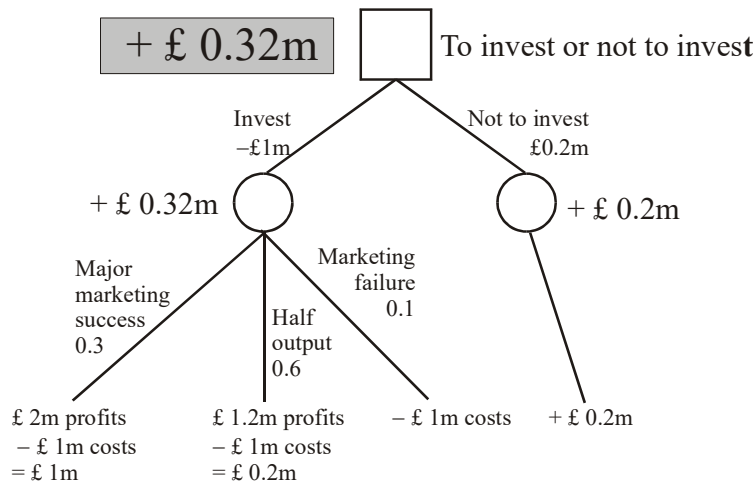 + £ 0.32m
To invest or not to invest
Invest
–£1m
Not to invest
£0.2m
+ £ 0.32m
+ £ 0.2m
Major
marketing
success
0.3
Half
output
0.6
Marketing
failure
0.1
£ 2m profits
– £ 1m costs
= £ 1m
£ 1.2m profits
– £ 1m costs
= £ 0.2m
– £ 1m costs
+ £ 0.2m